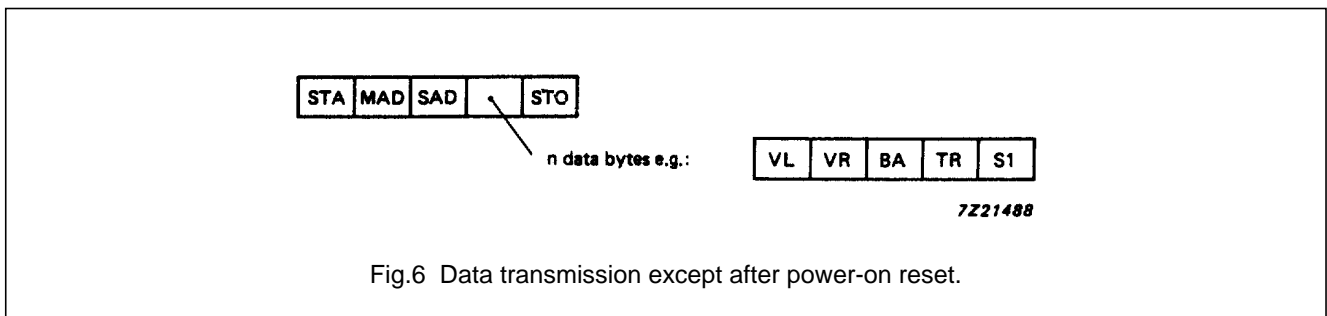 STA MAD SAD STO
n data bytes e.g.: VL VR BA TR S1
7Z21488
Fig.6 Data transmission except after power-on reset.